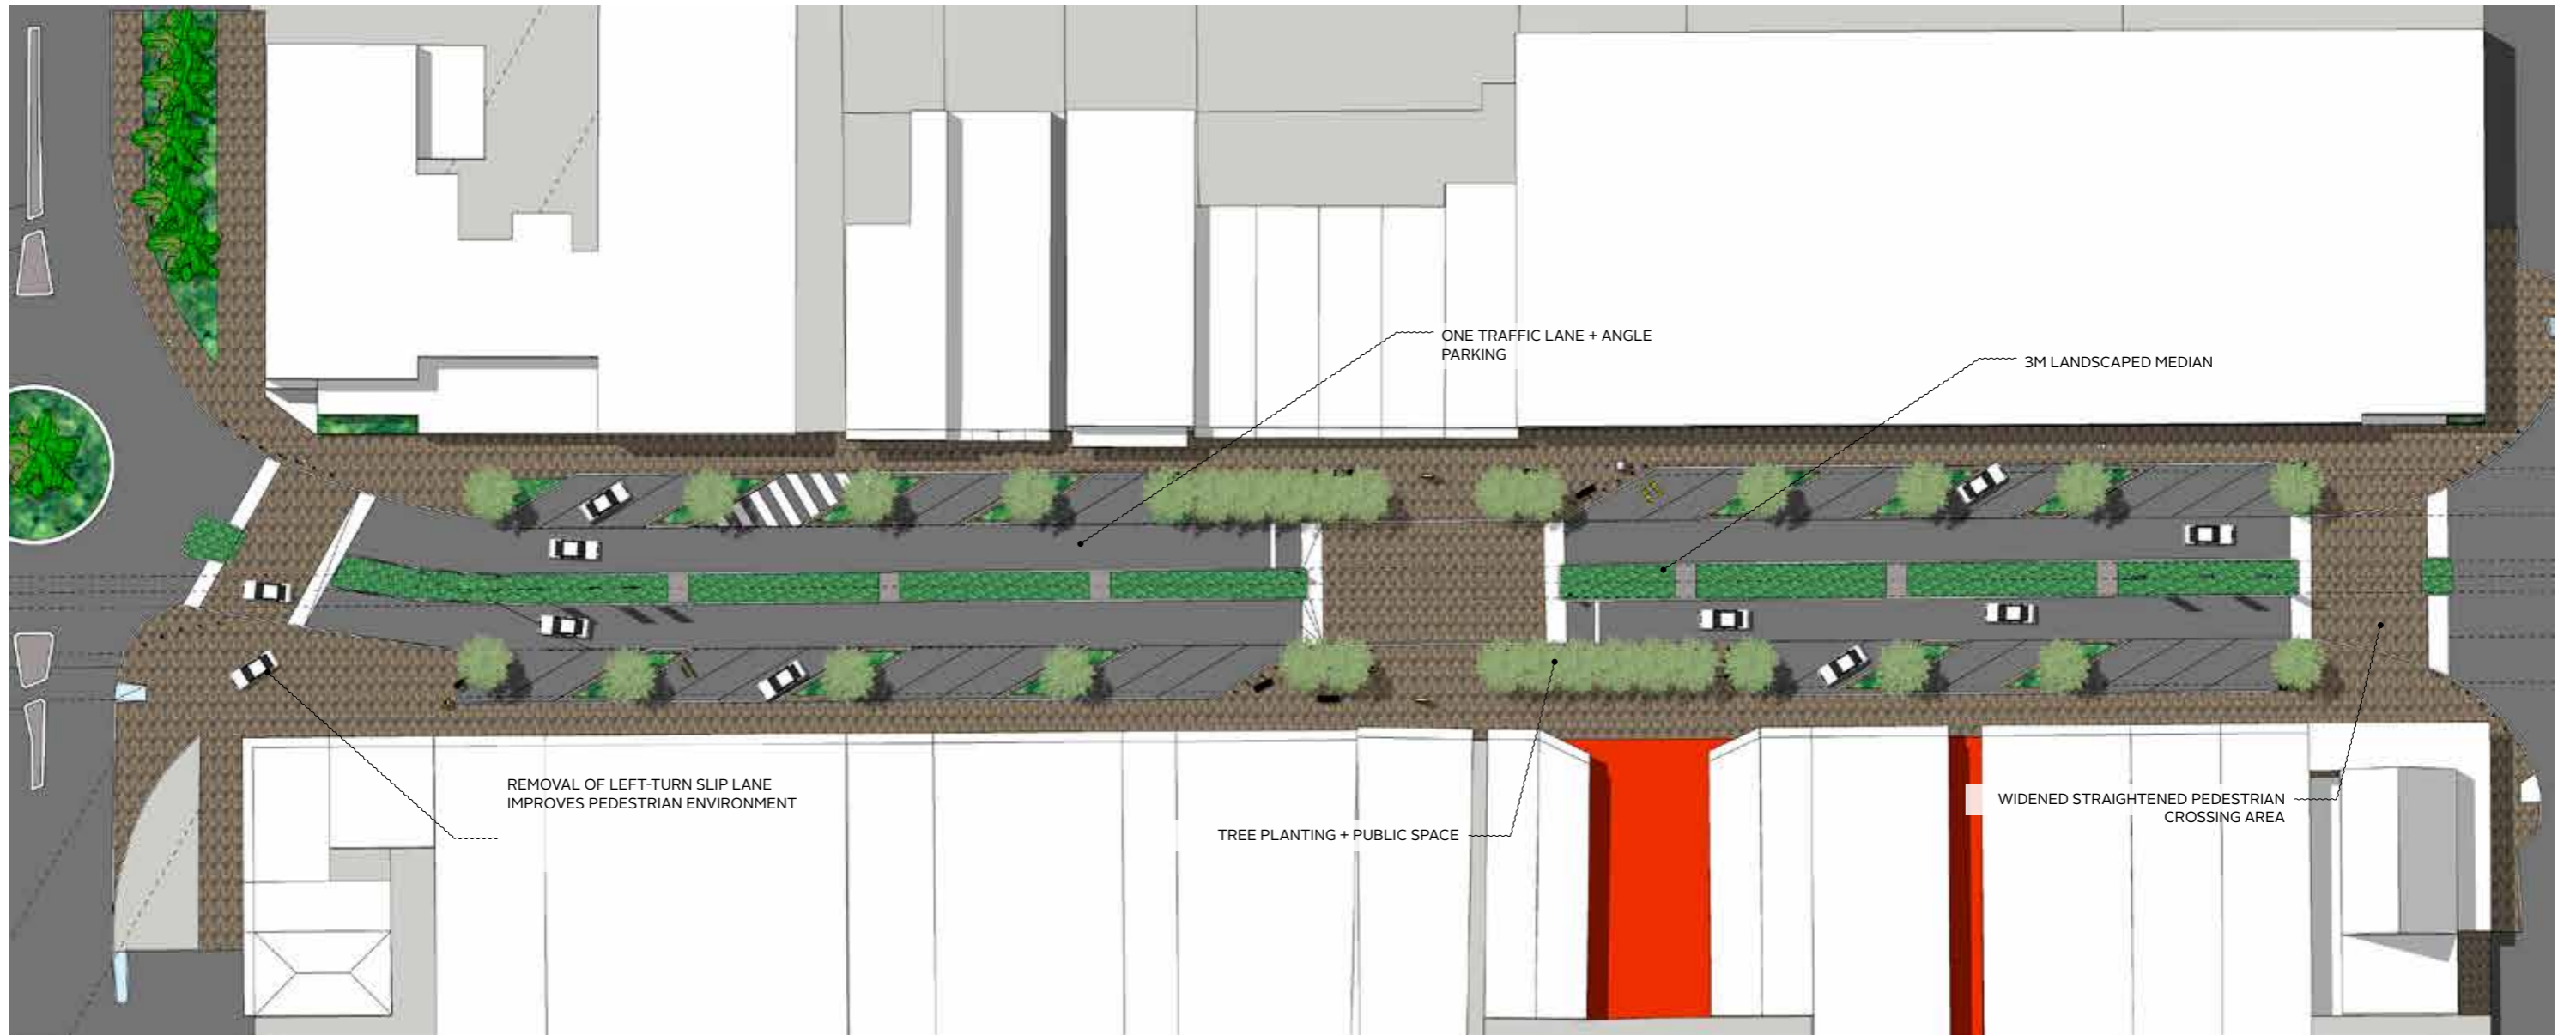 ONE TRAFFIC LANE + ANGLE
PARKING
3M LANDSCAPED MEDIAN
REMOVAL OF LEFT-TURN SLIP LANE
IMPROVES PEDESTRIAN ENVIRONMENT
TREE PLANTING + PUBLIC SPACE
WIDENED STRAIGHTENED PEDESTRIAN
CROSSING AREA